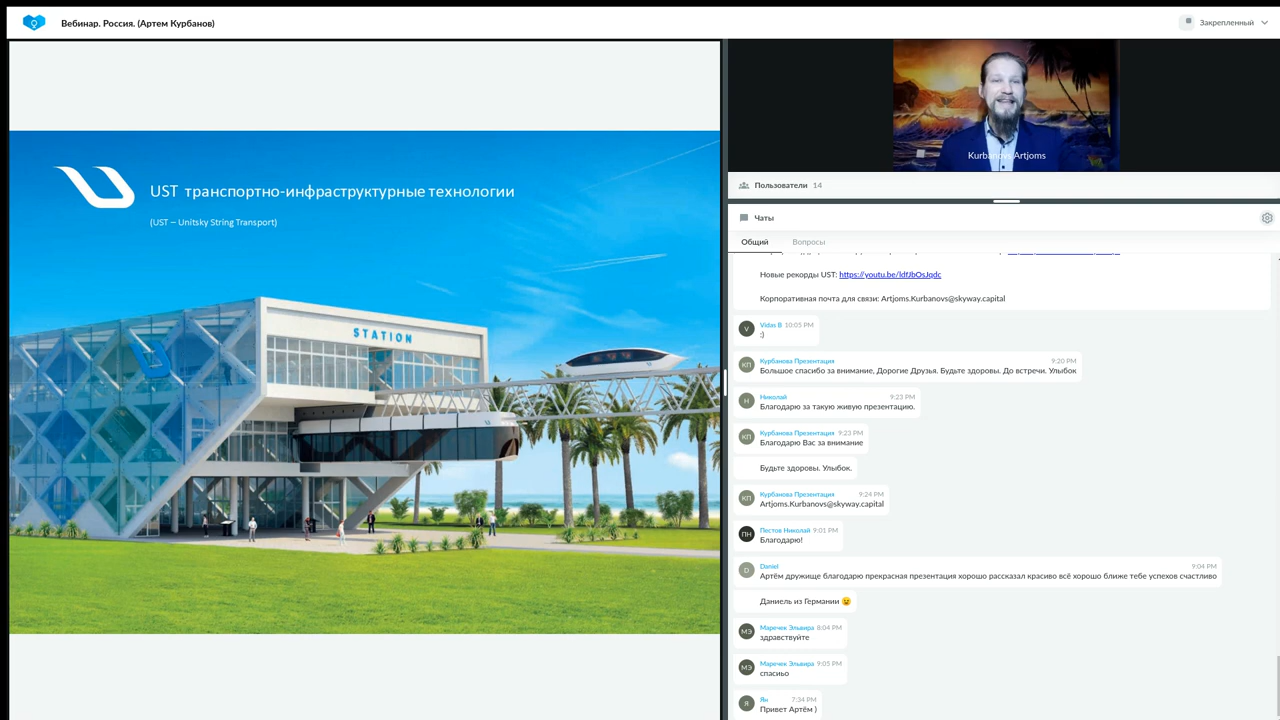 Вебинар. Россия. (Артем Курбанов)
Закрепленный
UST транспортно-инфраструктурные технологии
(UST – Unitsky String Transport)
STATION
Kurbanovs Artjoms
Пользователи 14
Чаты
Общий
Вопросы
Новые рекорды UST: https://youtu.be/ldfJbOsJqdc
Корпоративная почта для связи: Artjoms.Kurbanovs@skyway.capital
V
Vidas B 10:05 PM
:)
КП
Курбанова Презентация 9:20 PM
Большое спасибо за внимание, Дорогие Друзья. Будьте здоровы. До встречи. Улыбок
Н
Николай 9:23 PM
Благодарю за такую живую презентацию.
КП
Курбанова Презентация 9:23 PM
Благодарю Вас за внимание
Будьте здоровы. Улыбок.
КП
Курбанова Презентация 9:24 PM
Artjoms.Kurbanovs@skyway.capital
ПН
Пестов Николай 9:01 PM
Благодарю!
D
Daniel 9:04 PM
Артём дружище благодарю прекрасная презентация хорошо рассказал красиво всё хорошо ближе тебе успехов счастливо
Даниель из Германии 😉
МЭ
Маречек Эльвира 8:04 PM
здравствуйте
МЭ
Маречек Эльвира 9:05 PM
спасиьо
Я
Ян 7:34 PM
Привет Артём )